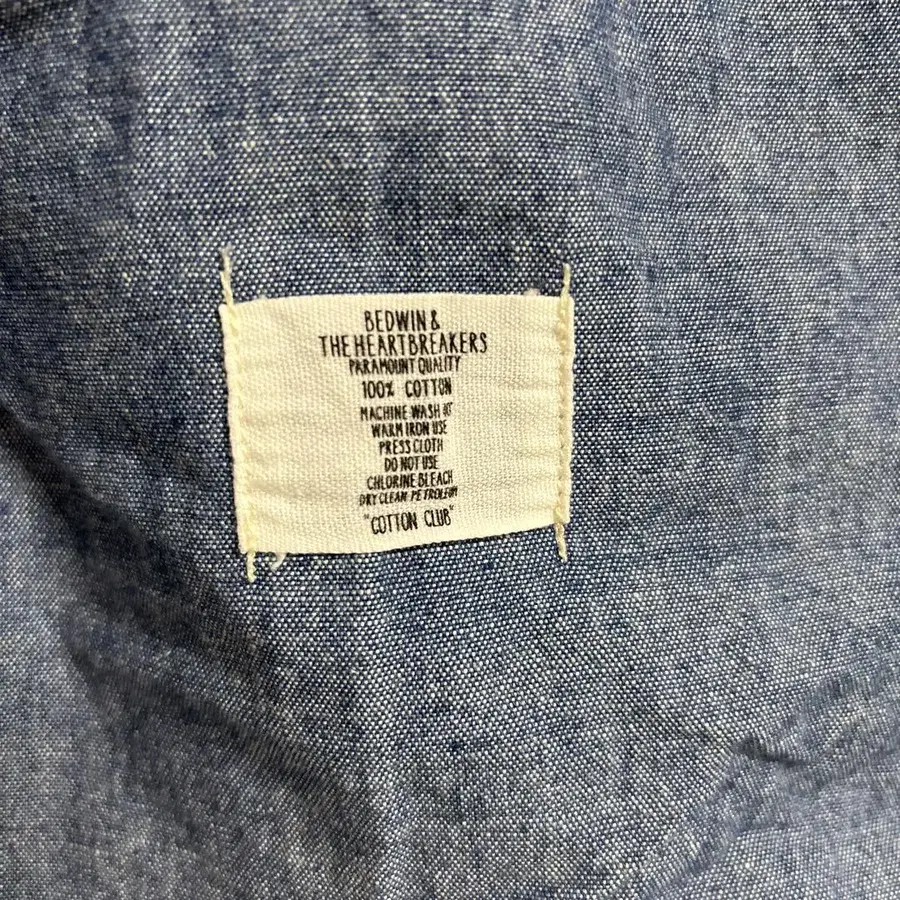 BEDWIN &
THE HEARTBREAKERS
PARAMOUNT QUALITY
100% COTTON
MACHINE WASH
WARM IRON USE
PRESS CLOTH
DO NOT USE
CHLORINE BLEACH
DRY CLEAN PETROLEUM
"COTTON CLUB"